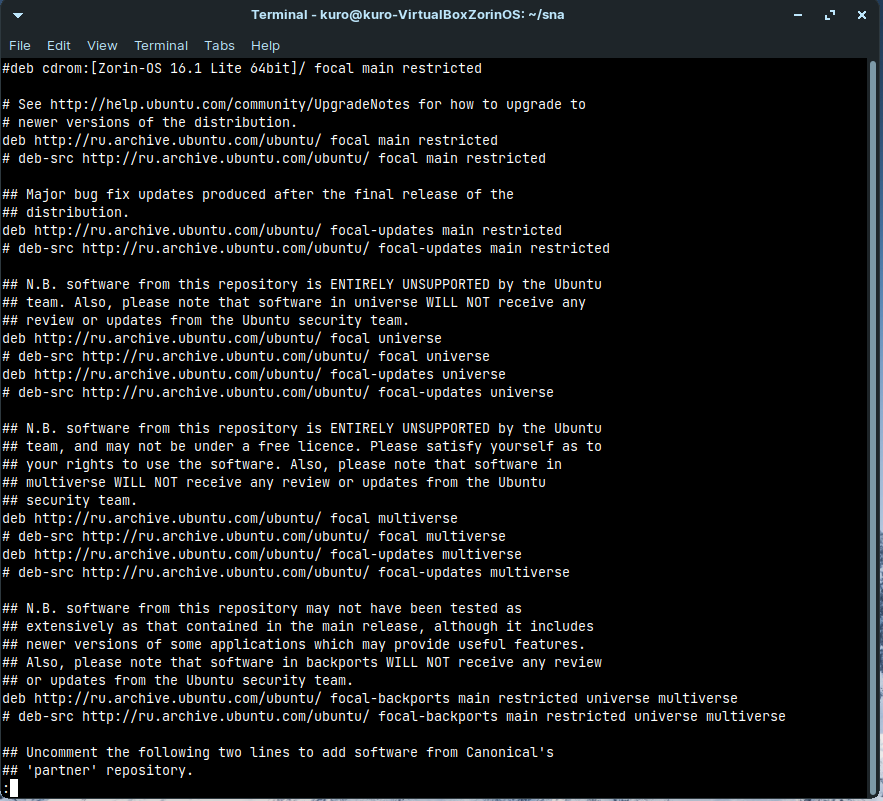 Terminal - kuro@kuro-VirtualBoxZorinOS: ~/sna
File Edit View Terminal Tabs Help
#deb cdrom:[Zorin-OS 16.1 Lite 64bit]/ focal main restricted
# See http://help.ubuntu.com/community/UpgradeNotes for how to upgrade to
# newer versions of the distribution.
deb http://ru.archive.ubuntu.com/ubuntu/ focal main restricted
# deb-src http://ru.archive.ubuntu.com/ubuntu/ focal main restricted
## Major bug fix updates produced after the final release of the
## distribution.
deb http://ru.archive.ubuntu.com/ubuntu/ focal-updates main restricted
# deb-src http://ru.archive.ubuntu.com/ubuntu/ focal-updates main restricted
## N.B. software from this repository is ENTIRELY UNSUPPORTED by the Ubuntu
## team. Also, please note that software in universe WILL NOT receive any
## review or updates from the Ubuntu security team.
deb http://ru.archive.ubuntu.com/ubuntu/ focal universe
# deb-src http://ru.archive.ubuntu.com/ubuntu/ focal universe
deb http://ru.archive.ubuntu.com/ubuntu/ focal-updates universe
# deb-src http://ru.archive.ubuntu.com/ubuntu/ focal-updates universe
## N.B. software from this repository is ENTIRELY UNSUPPORTED by the Ubuntu
## team, and may not be under a free licence. Please satisfy yourself as to
## your rights to use the software. Also, please note that software in
## multiverse WILL NOT receive any review or updates from the Ubuntu
## security team.
deb http://ru.archive.ubuntu.com/ubuntu/ focal multiverse
# deb-src http://ru.archive.ubuntu.com/ubuntu/ focal multiverse
deb http://ru.archive.ubuntu.com/ubuntu/ focal-updates multiverse
# deb-src http://ru.archive.ubuntu.com/ubuntu/ focal-updates multiverse
## N.B. software from this repository may not have been tested as
## extensively as that contained in the main release, although it includes
## newer versions of some applications which may provide useful features.
## Also, please note that software in backports WILL NOT receive any review
## or updates from the Ubuntu security team.
deb http://ru.archive.ubuntu.com/ubuntu/ focal-backports main restricted universe multiverse
# deb-src http://ru.archive.ubuntu.com/ubuntu/ focal-backports main restricted universe multiverse
## Uncomment the following two lines to add software from Canonical's
## 'partner' repository.
: